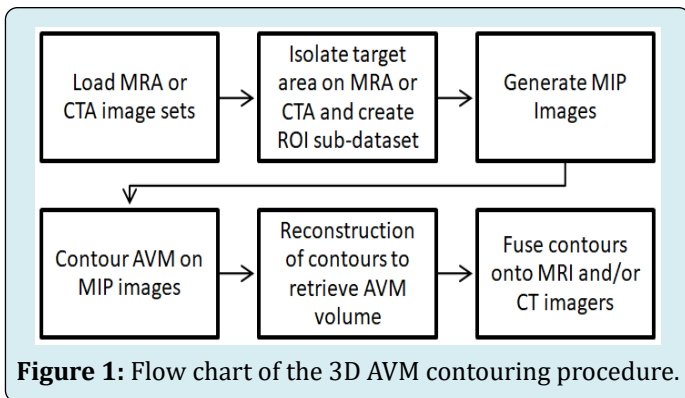 Load MRA or
CTA image sets
Isolate target
area on MRA or
CTA and create
ROI sub-dataset
Generate MIP
Images
Contour AVM on
MIP images
Reconstruction
of contours to
retrieve AVM
volume
Fuse contours
onto MRI and/or
CT imagers
Figure 1: Flow chart of the 3D AVM contouring procedure.